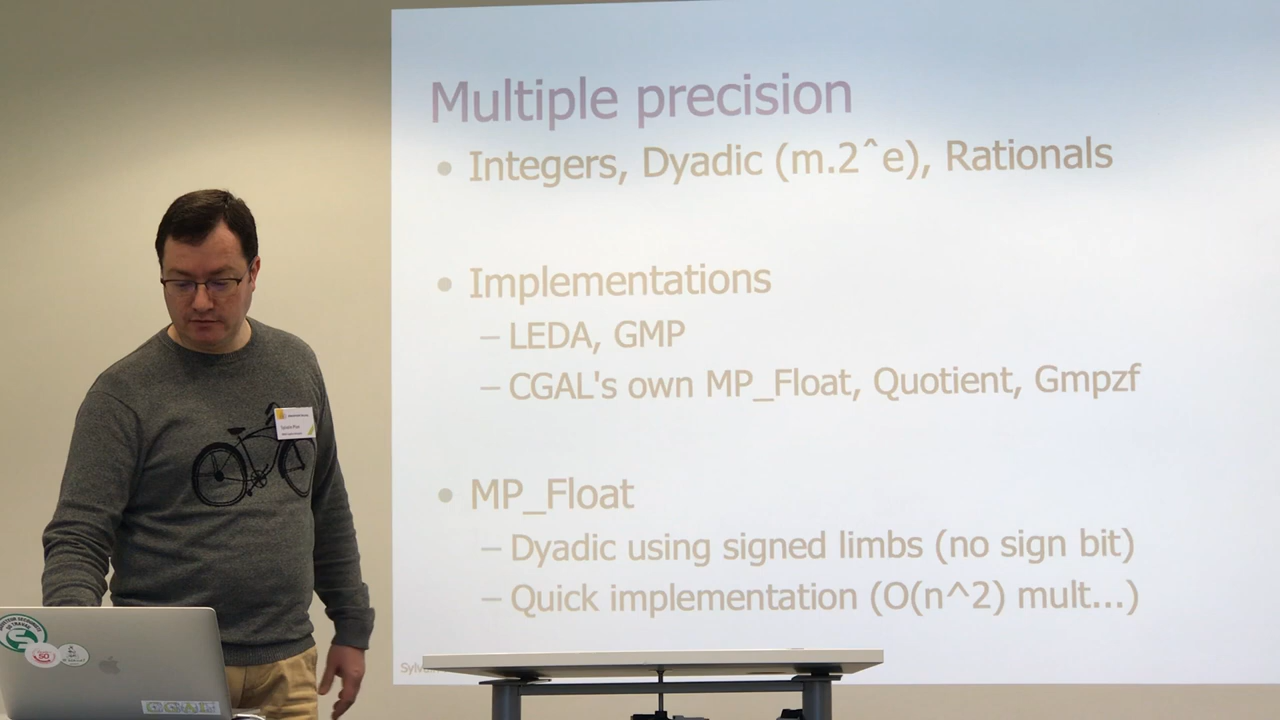 Multiple precision
• Integers, Dyadic (m.2^e), Rationals
• Implementations
– LEDA, GMP
– CGAL's own MP_Float, Quotient, Gmpzf
• MP_Float
– Dyadic using signed limbs (no sign bit)
– Quick implementation (O(n^2) mult...)
CGAL